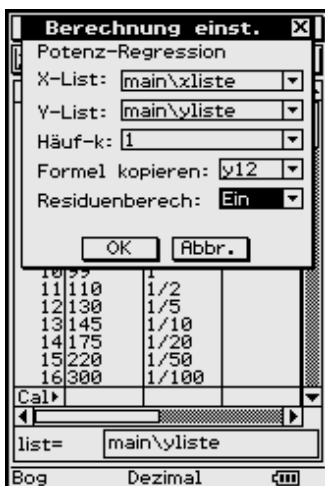 Berechnung einst. X
Potenz-Regression
X-List: main\xliste
Y-List: main\yliste
Häuf-k: 1
Formel kopieren: y12
Residuenberech: Ein
OK Abbr.
10 99 1
11 110 1/2
12 130 1/5
13 145 1/10
14 175 1/20
15 220 1/50
16 300 1/100
Cal▶
list= main\yliste
Bog Dezimal